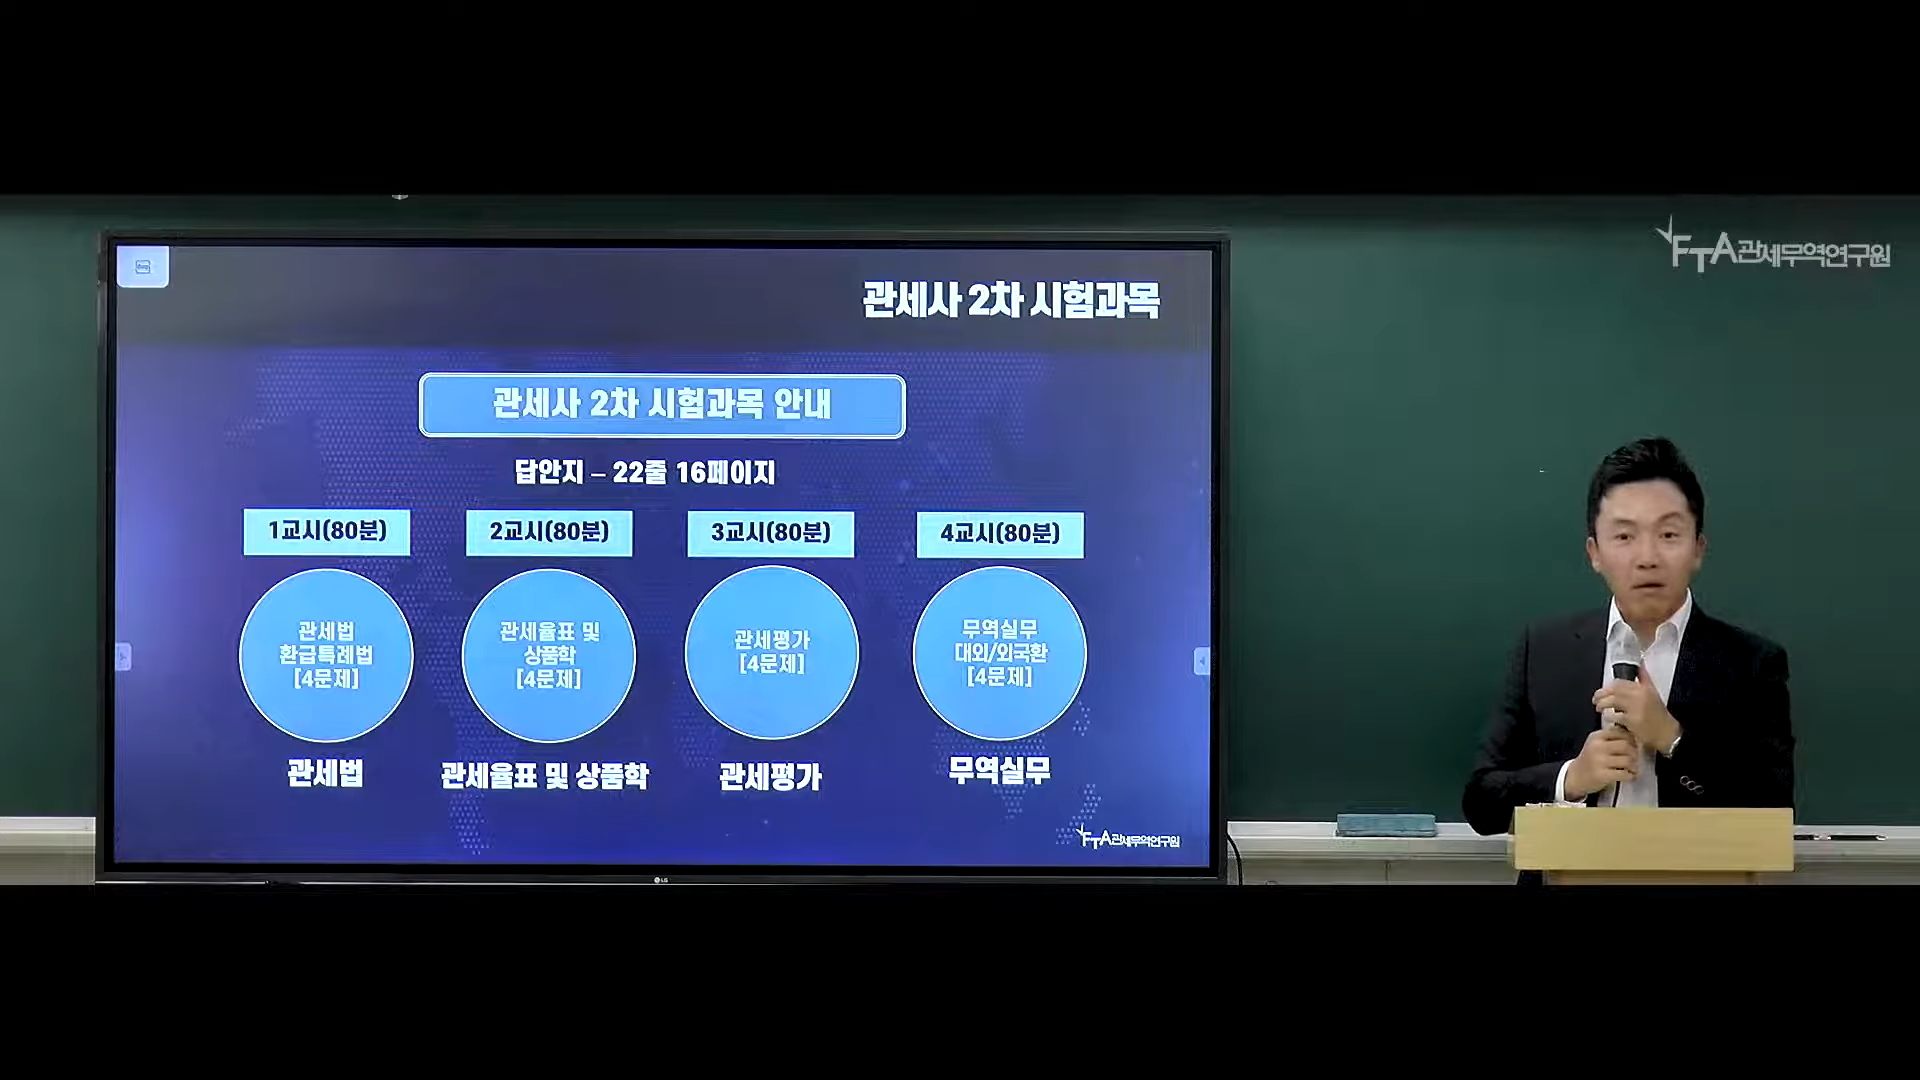 FTA관세무역연구원
관세사 2차 시험과목
관세사 2차 시험과목 안내
답안지 – 22줄 16페이지
1교시(80분)
관세법
환급특례법
[4문제]
관세법
2교시(80분)
관세율표 및
상품학
[4문제]
관세율표 및 상품학
3교시(80분)
관세평가
[4문제]
관세평가
4교시(80분)
무역실무
대외/외국환
[4문제]
무역실무
FTA관세무역연구원
LG